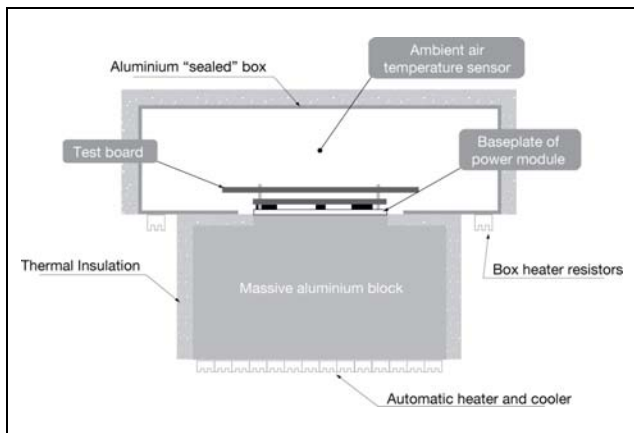 Aluminium “sealed” box
Ambient air
temperature sensor
Test board
Baseplate of
power module
Thermal Insulation
Massive aluminium block
Box heater resistors
Automatic heater and cooler